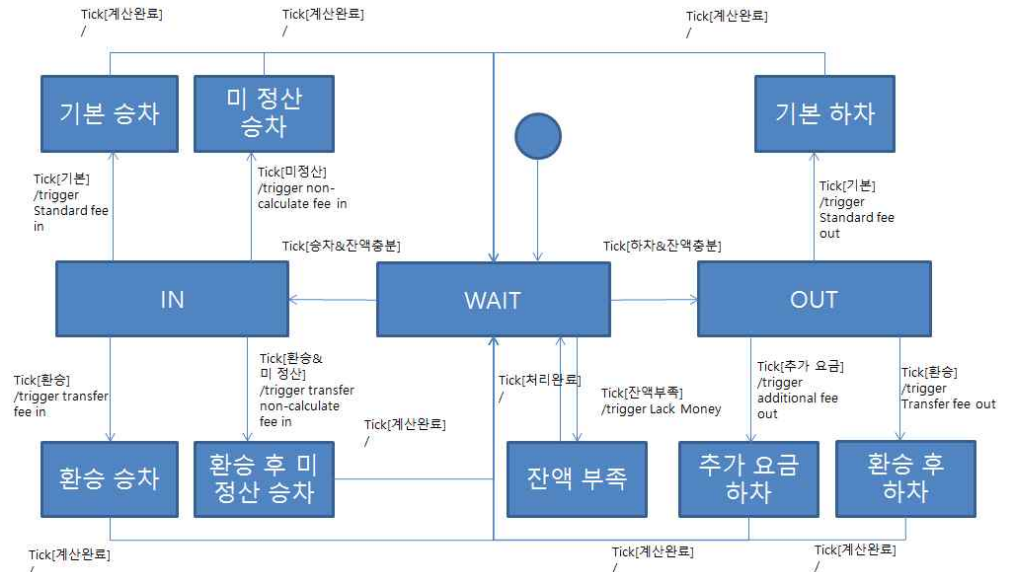 Tick[계산완료]
/
Tick[계산완료]
/
Tick[계산완료]
/
기본 승차
미 정산
승차
기본 하차
Tick[기본]
/trigger
Standard fee
in
Tick[미정산]
/trigger non-
calculate fee in
Tick[기본]
/trigger
Standard fee
out
Tick[승차&잔액충분]
Tick[하차&잔액충분]
IN
WAIT
OUT
Tick[환승]
/trigger transfer
fee in
Tick[환승&
미 정산]
/trigger transfer
non-calculate
fee in
Tick[처리완료]
/
Tick[잔액부족]
/trigger Lack Money
Tick[추가 요금]
/trigger
additional fee
out
Tick[환승]
/trigger
Transfer fee out
Tick[계산완료]
/
환승 승차
환승 후 미
정산 승차
잔액 부족
추가 요금
하차
환승 후
하차
Tick[계산완료]
/
Tick[계산완료]
/
Tick[계산완료]
/